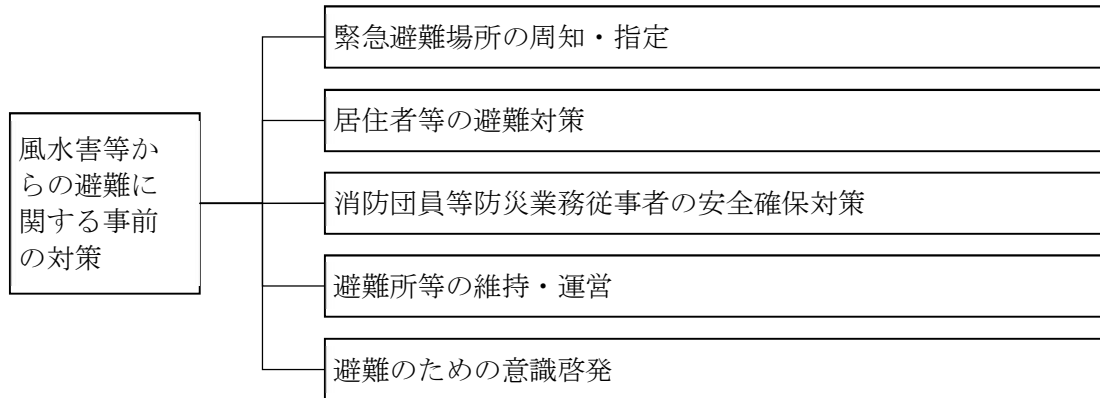 緊急避難場所の周知・指定
居住者等の避難対策
風水害等か
らの避難に
関する事前
の対策
消防団員等防災業務従事者の安全確保対策
避難所等の維持・運営
避難のための意識啓発